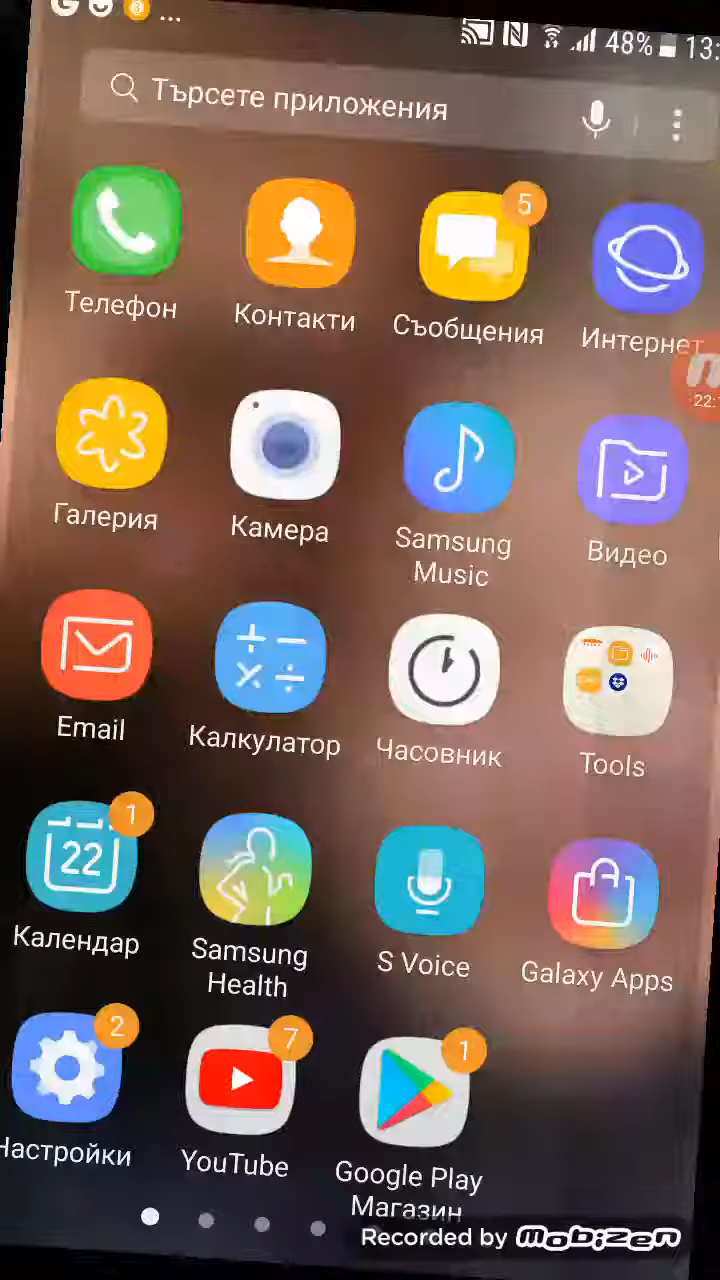 48% 13:
Търсете приложения
5
Телефон Контакти Съобщения Интернет
22:
Галерия Камера Samsung Music Видео
Email Калкулатор Часовник Tools
1
22
Календар Samsung Health S Voice Galaxy Apps
2 7 1
Настройки YouTube Google Play Магазин
Recorded by mobizen